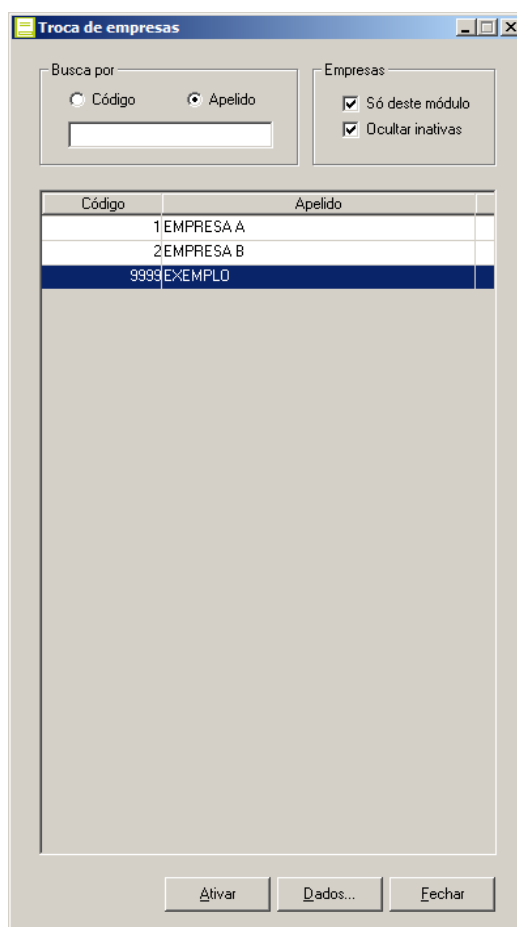 Troca de empresas
Busca por
Código
Apelido
Empresas
Só deste módulo
Ocultar inativas
Código Apelido
1 EMPRESA A
2 EMPRESA B
9999 EXEMPLO
Ativar
Dados...
Fechar